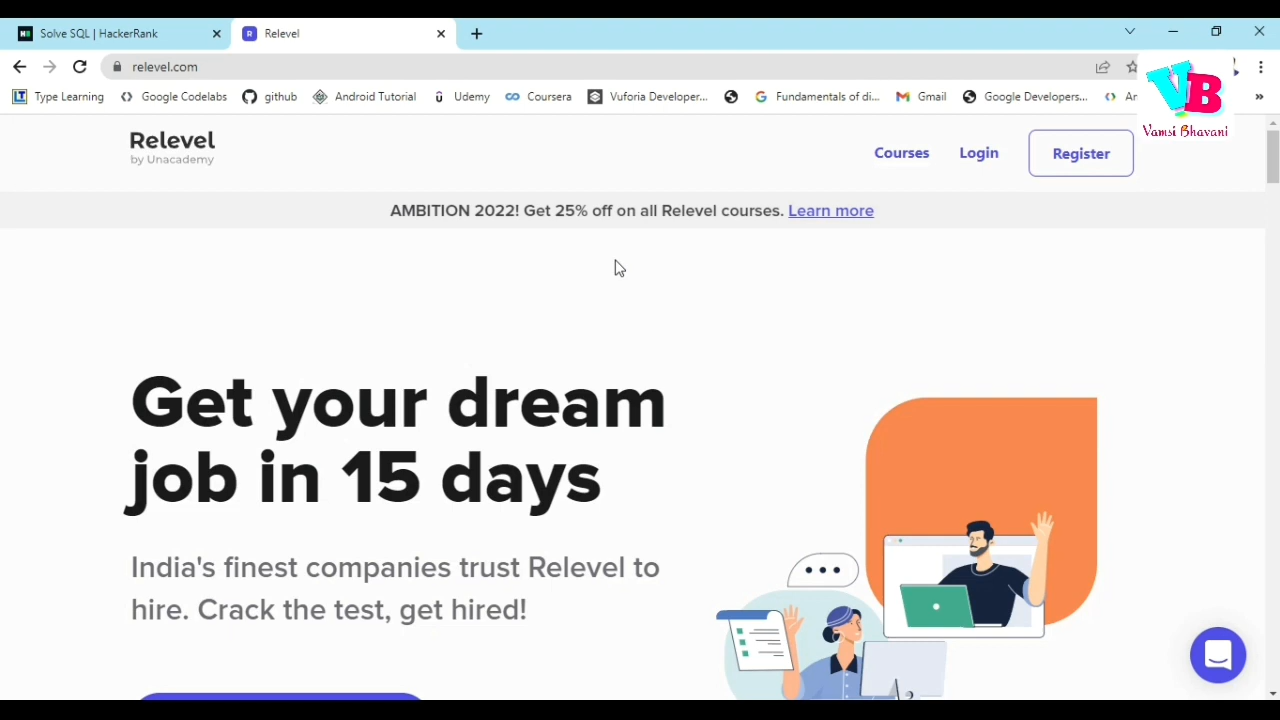 Solve SQL | HackerRank
Relevel
relevel.com
Type Learning
Google Codelabs
github
Android Tutorial
Udemy
Coursera
Vuforia Developer...
Fundamentals of di...
Gmail
Google Developers...
An
»
VB
Vamsi Bhavani
Relevel
by Unacademy
Courses
Login
Register
AMBITION 2022! Get 25% off on all Relevel courses. Learn more
Get your dream
job in 15 days
India's finest companies trust Relevel to
hire. Crack the test, get hired!